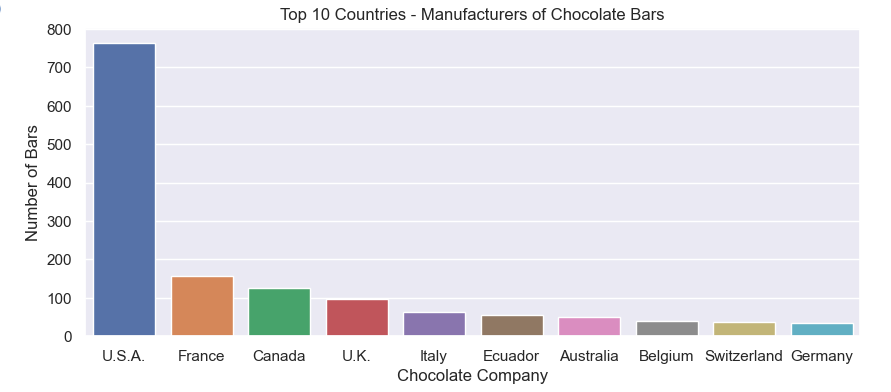 Top 10 Countries - Manufacturers of Chocolate Bars
800
700
600
500
400
300
200
100
0
Number of Bars
U.S.A. France Canada U.K. Italy Ecuador Australia Belgium Switzerland Germany
Chocolate Company